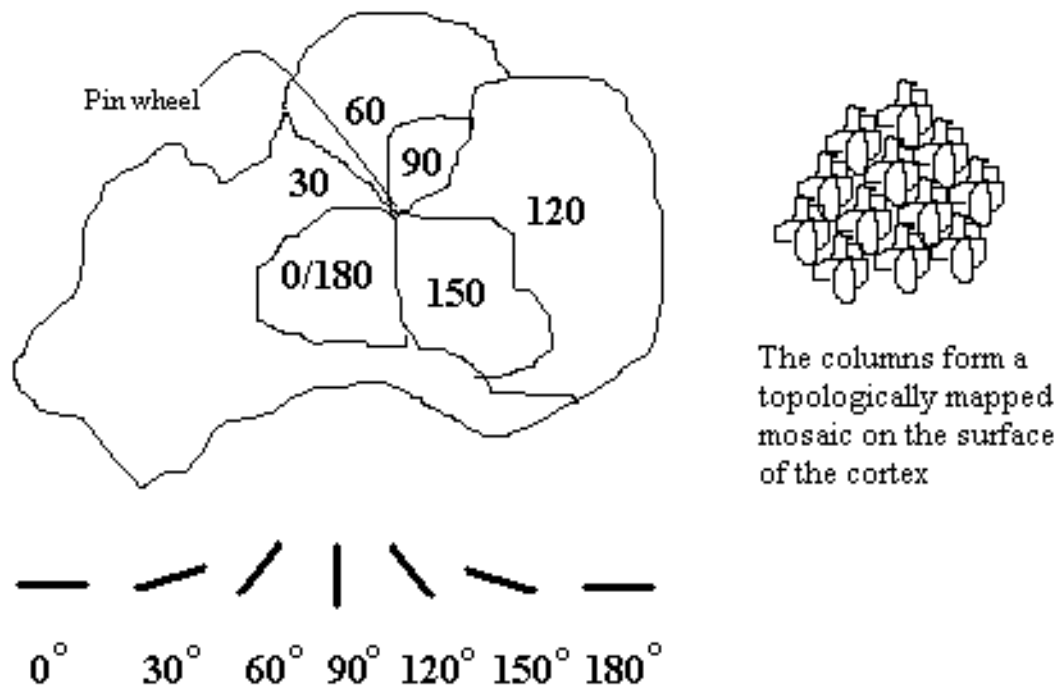 Pin wheel
60
90
30
120
0/180
150
The columns form a
topologically mapped
mosaic on the surface
of the cortex
0° 30° 60° 90° 120° 150° 180°